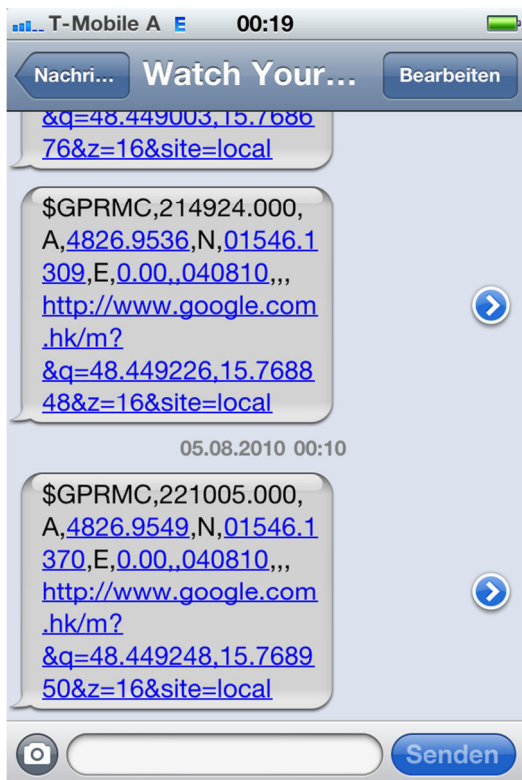 T-Mobile A E 00:19
Nachri... Watch Your... Bearbeiten
&q=48.449003,15.7686
76&z=16&site=local
$GPRMC,214924.000,
A,4826.9536,N,01546.1
309,E,0.00,,040810,,,
http://www.google.com
.hk/m?
&q=48.449226,15.7688
48&z=16&site=local
05.08.2010 00:10
$GPRMC,221005.000,
A,4826.9549,N,01546.1
370,E,0.00,,040810,,,
http://www.google.com
.hk/m?
&q=48.449248,15.7689
50&z=16&site=local
Senden